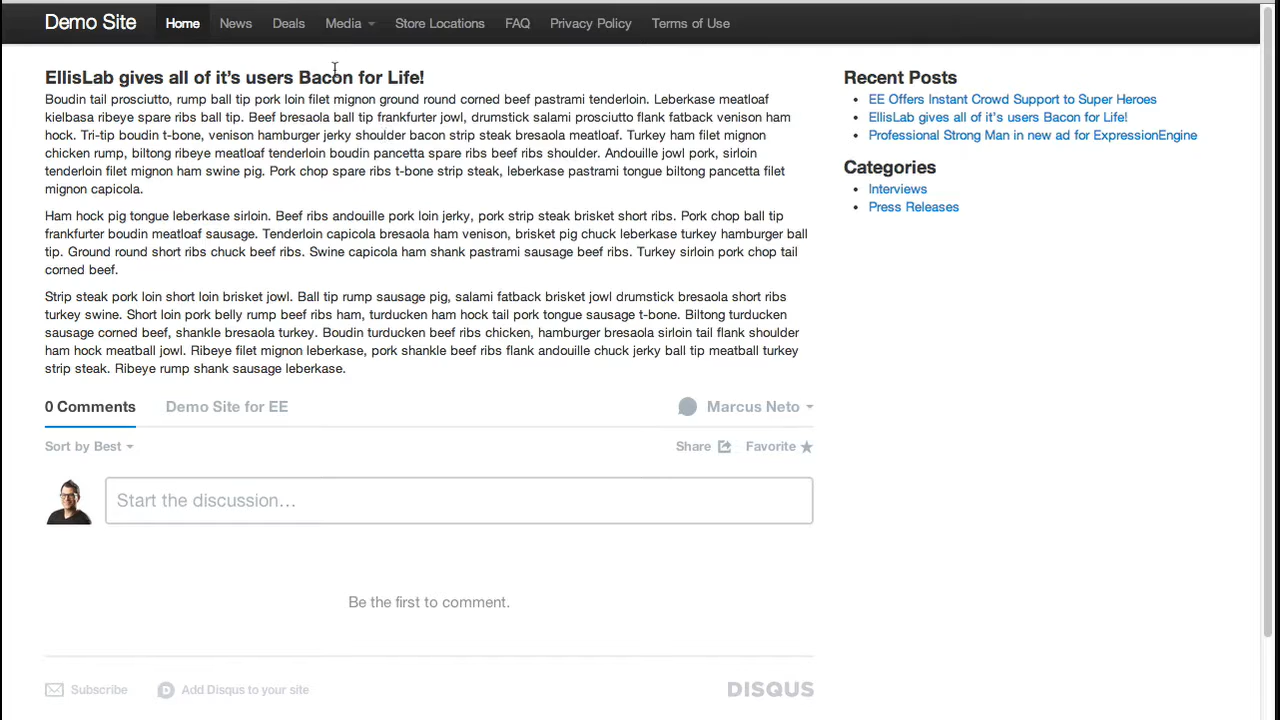 Demo Site Home News Deals Media Store Locations FAQ Privacy Policy Terms of Use
EllisLab gives all of it's users Bacon for Life!
Boudin tail prosciutto, rump ball tip pork loin filet mignon ground round corned beef pastrami tenderloin. Leberkase meatloaf
kielbasa ribeye spare ribs ball tip. Beef bresaola ball tip frankfurter jowl, drumstick salami prosciutto flank fatback venison ham
hock. Tri-tip boudin t-bone, venison hamburger jerky shoulder bacon strip steak bresaola meatloaf. Turkey ham filet mignon
chicken rump, biltong ribeye meatloaf tenderloin boudin pancetta spare ribs beef ribs shoulder. Andouille jowl pork, sirloin
tenderloin filet mignon ham swine pig. Pork chop spare ribs t-bone strip steak, leberkase pastrami tongue biltong pancetta filet
mignon capicola.
Ham hock pig tongue leberkase sirloin. Beef ribs andouille pork loin jerky, pork strip steak brisket short ribs. Pork chop ball tip
frankfurter boudin meatloaf sausage. Tenderloin capicola bresaola ham venison, brisket pig chuck leberkase turkey hamburger ball
tip. Ground round short ribs chuck beef ribs. Swine capicola ham shank pastrami sausage beef ribs. Turkey sirloin pork chop tail
corned beef.
Strip steak pork loin short loin brisket jowl. Ball tip rump sausage pig, salami fatback brisket jowl drumstick bresaola short ribs
turkey swine. Short loin pork belly rump beef ribs ham, turducken ham hock tail pork tongue sausage t-bone. Biltong turducken
sausage corned beef, shankle bresaola turkey. Boudin turducken beef ribs chicken, hamburger bresaola sirloin tail flank shoulder
ham hock meatball jowl. Ribeye filet mignon leberkase, pork shankle beef ribs flank andouille chuck jerky ball tip meatball turkey
strip steak. Ribeye rump shank sausage leberkase.
0 Comments Demo Site for EE Marcus Neto
Sort by Best Share Favorite
Start the discussion...
Be the first to comment.
Subscribe Add Disqus to your site DISQUS
Recent Posts
EE Offers Instant Crowd Support to Super Heroes
EllisLab gives all of it's users Bacon for Life!
Professional Strong Man in new ad for ExpressionEngine
Categories
Interviews
Press Releases